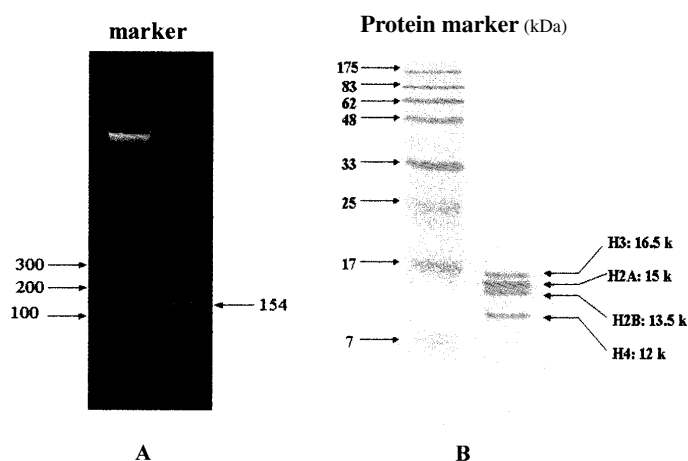 marker
300
200
100
154
A
Protein marker (kDa)
175
83
62
48
33
25
17
7
H3: 16.5 k
H2A: 15 k
H2B: 13.5 k
H4: 12 k
B